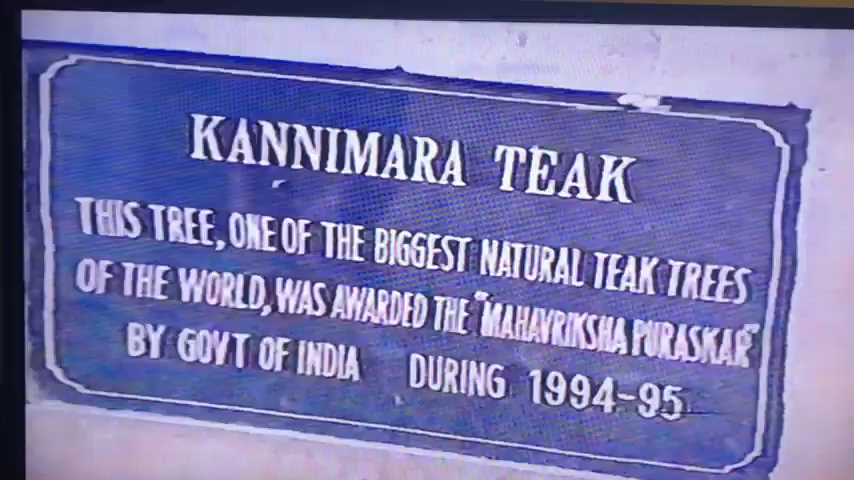 KANNIMARA TEAK
THIS TREE, ONE OF THE BIGGEST NATURAL TEAK TREES
OF THE WORLD, WAS AWARDED THE "MAHAVRIKSHA PURASKAR"
BY GOVT OF INDIA DURING 1994-95